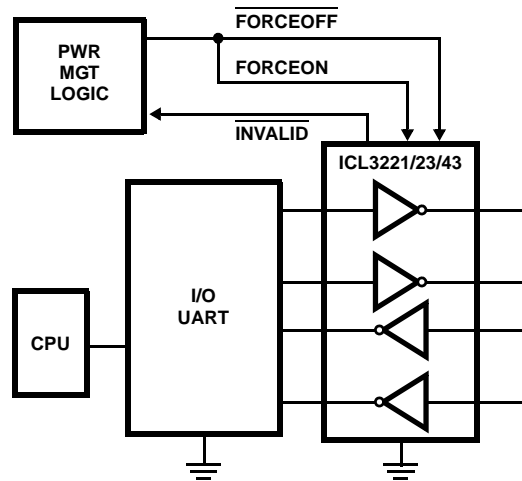 FORCEOFF
PWR
MGT
LOGIC
FORCEON
INVALID
ICL3221/23/43
I/O
UART
CPU